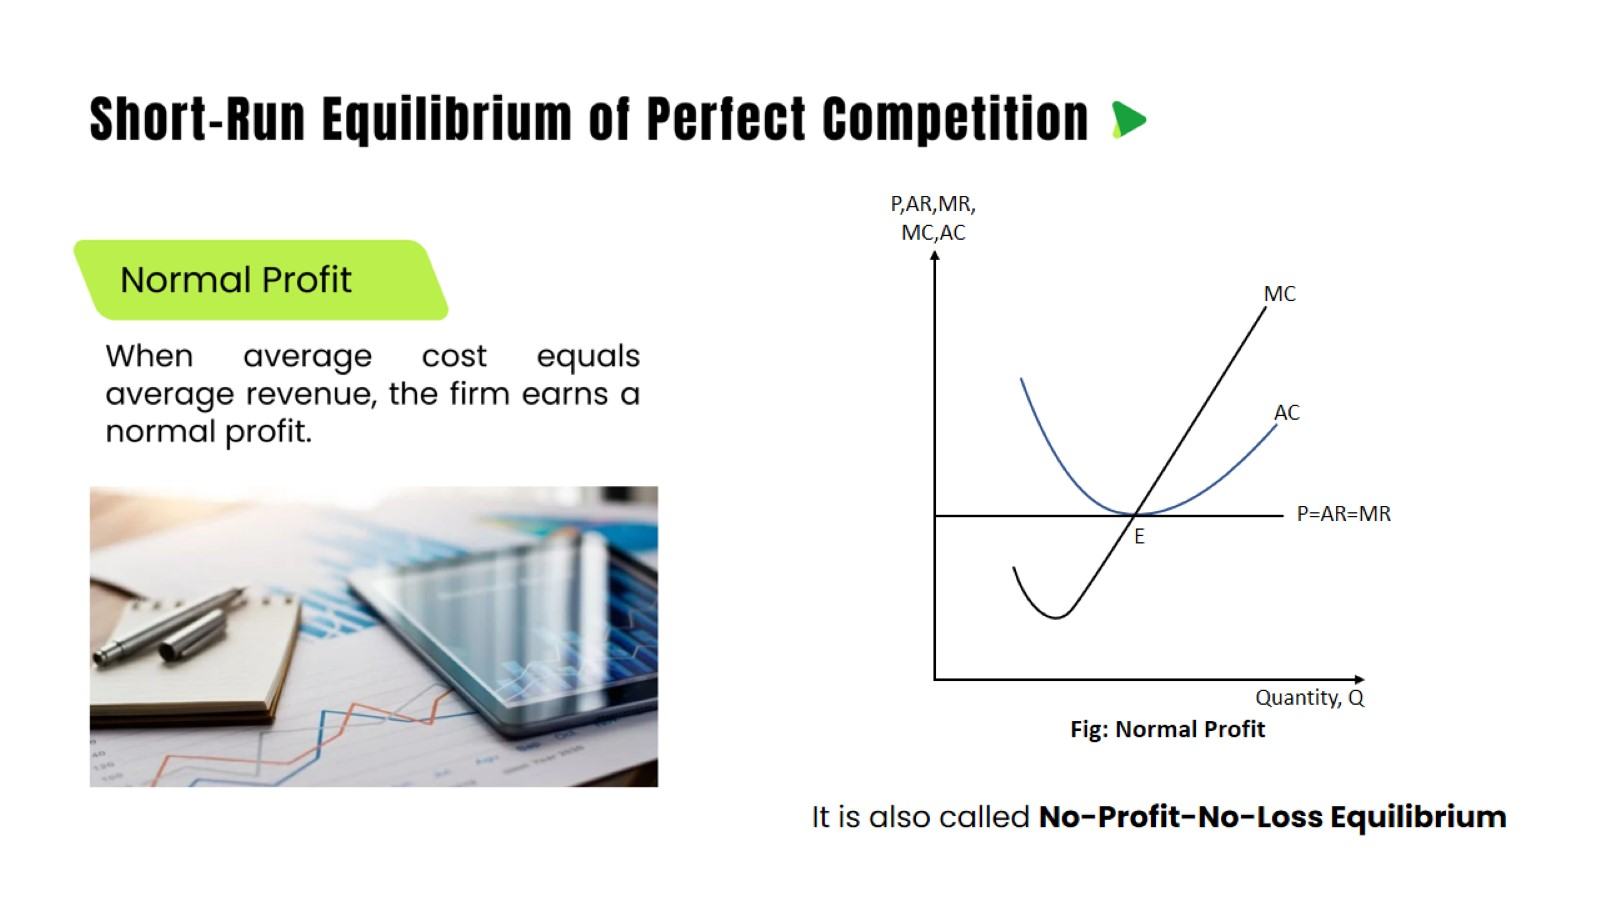 Short-Run Equilibrium of Perfect Competition
Normal Profit
When average cost equals
average revenue, the firm earns a
normal profit.
P,AR,MR,
MC,AC
MC
AC
P=AR=MR
E
Quantity, Q
Fig: Normal Profit
It is also called No-Profit-No-Loss Equilibrium